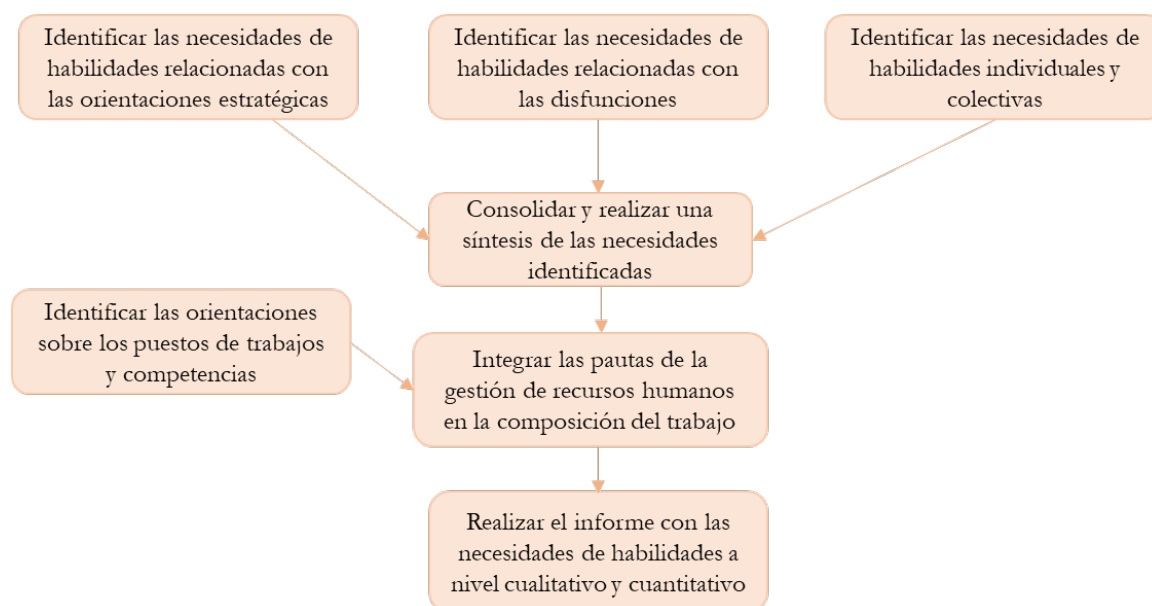 Identificar las necesidades de
habilidades relacionadas con
las orientaciones estratégicas
Identificar las necesidades de
habilidades relacionadas con
las disfunciones
Identificar las necesidades de
habilidades individuales y
colectivas
Consolidar y realizar una
síntesis de las necesidades
identificadas
Identificar las orientaciones
sobre los puestos de trabajos
y competencias
Integrar las pautas de la
gestión de recursos humanos
en la composición del trabajo
Realizar el informe con las
necesidades de habilidades a
nivel cualitativo y cuantitativo